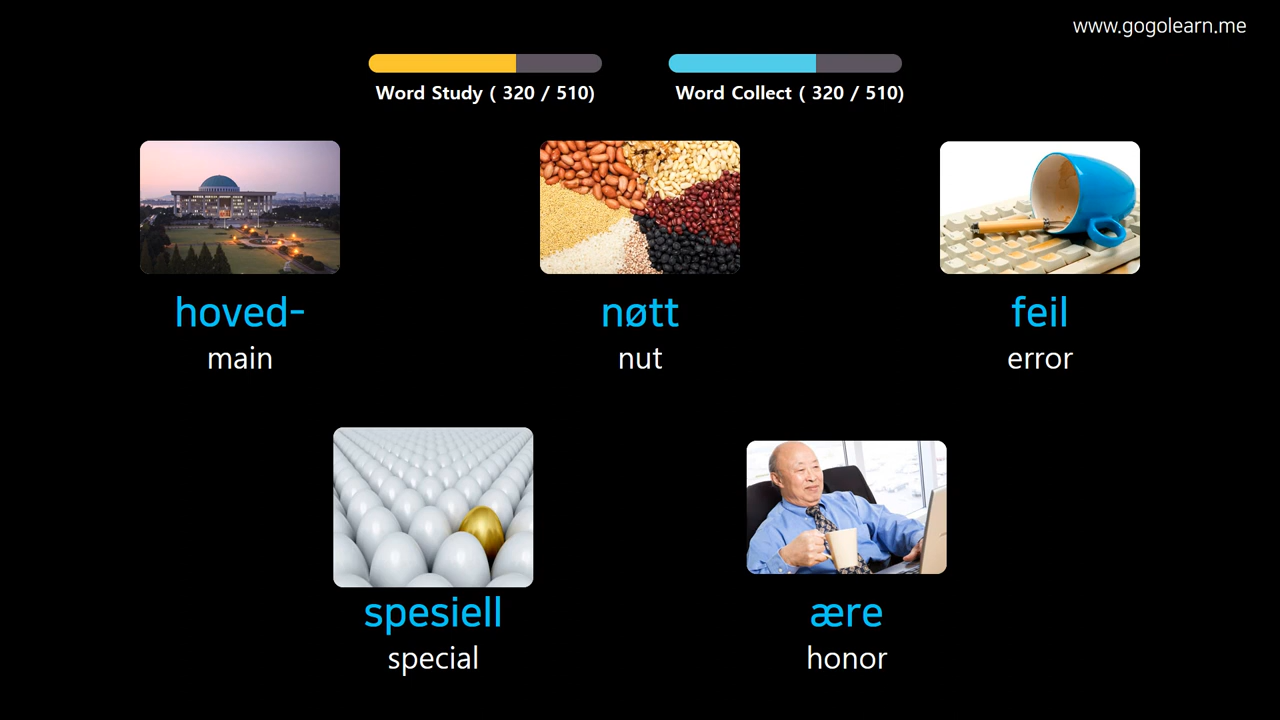 www.gogolearn.me
Word Study ( 320 / 510)
Word Collect ( 320 / 510)
hoved-
main
nøtt
nut
feil
error
spesiell
special
ære
honor